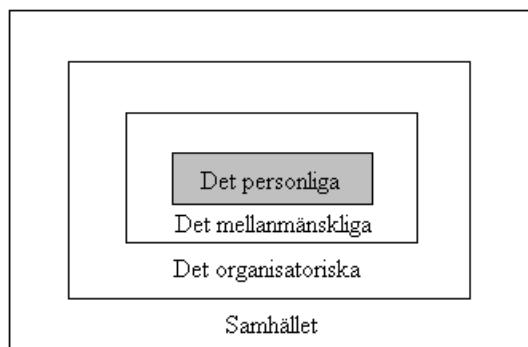 Det personliga
Det mellanmänskliga
Det organisatoriska
Samhället